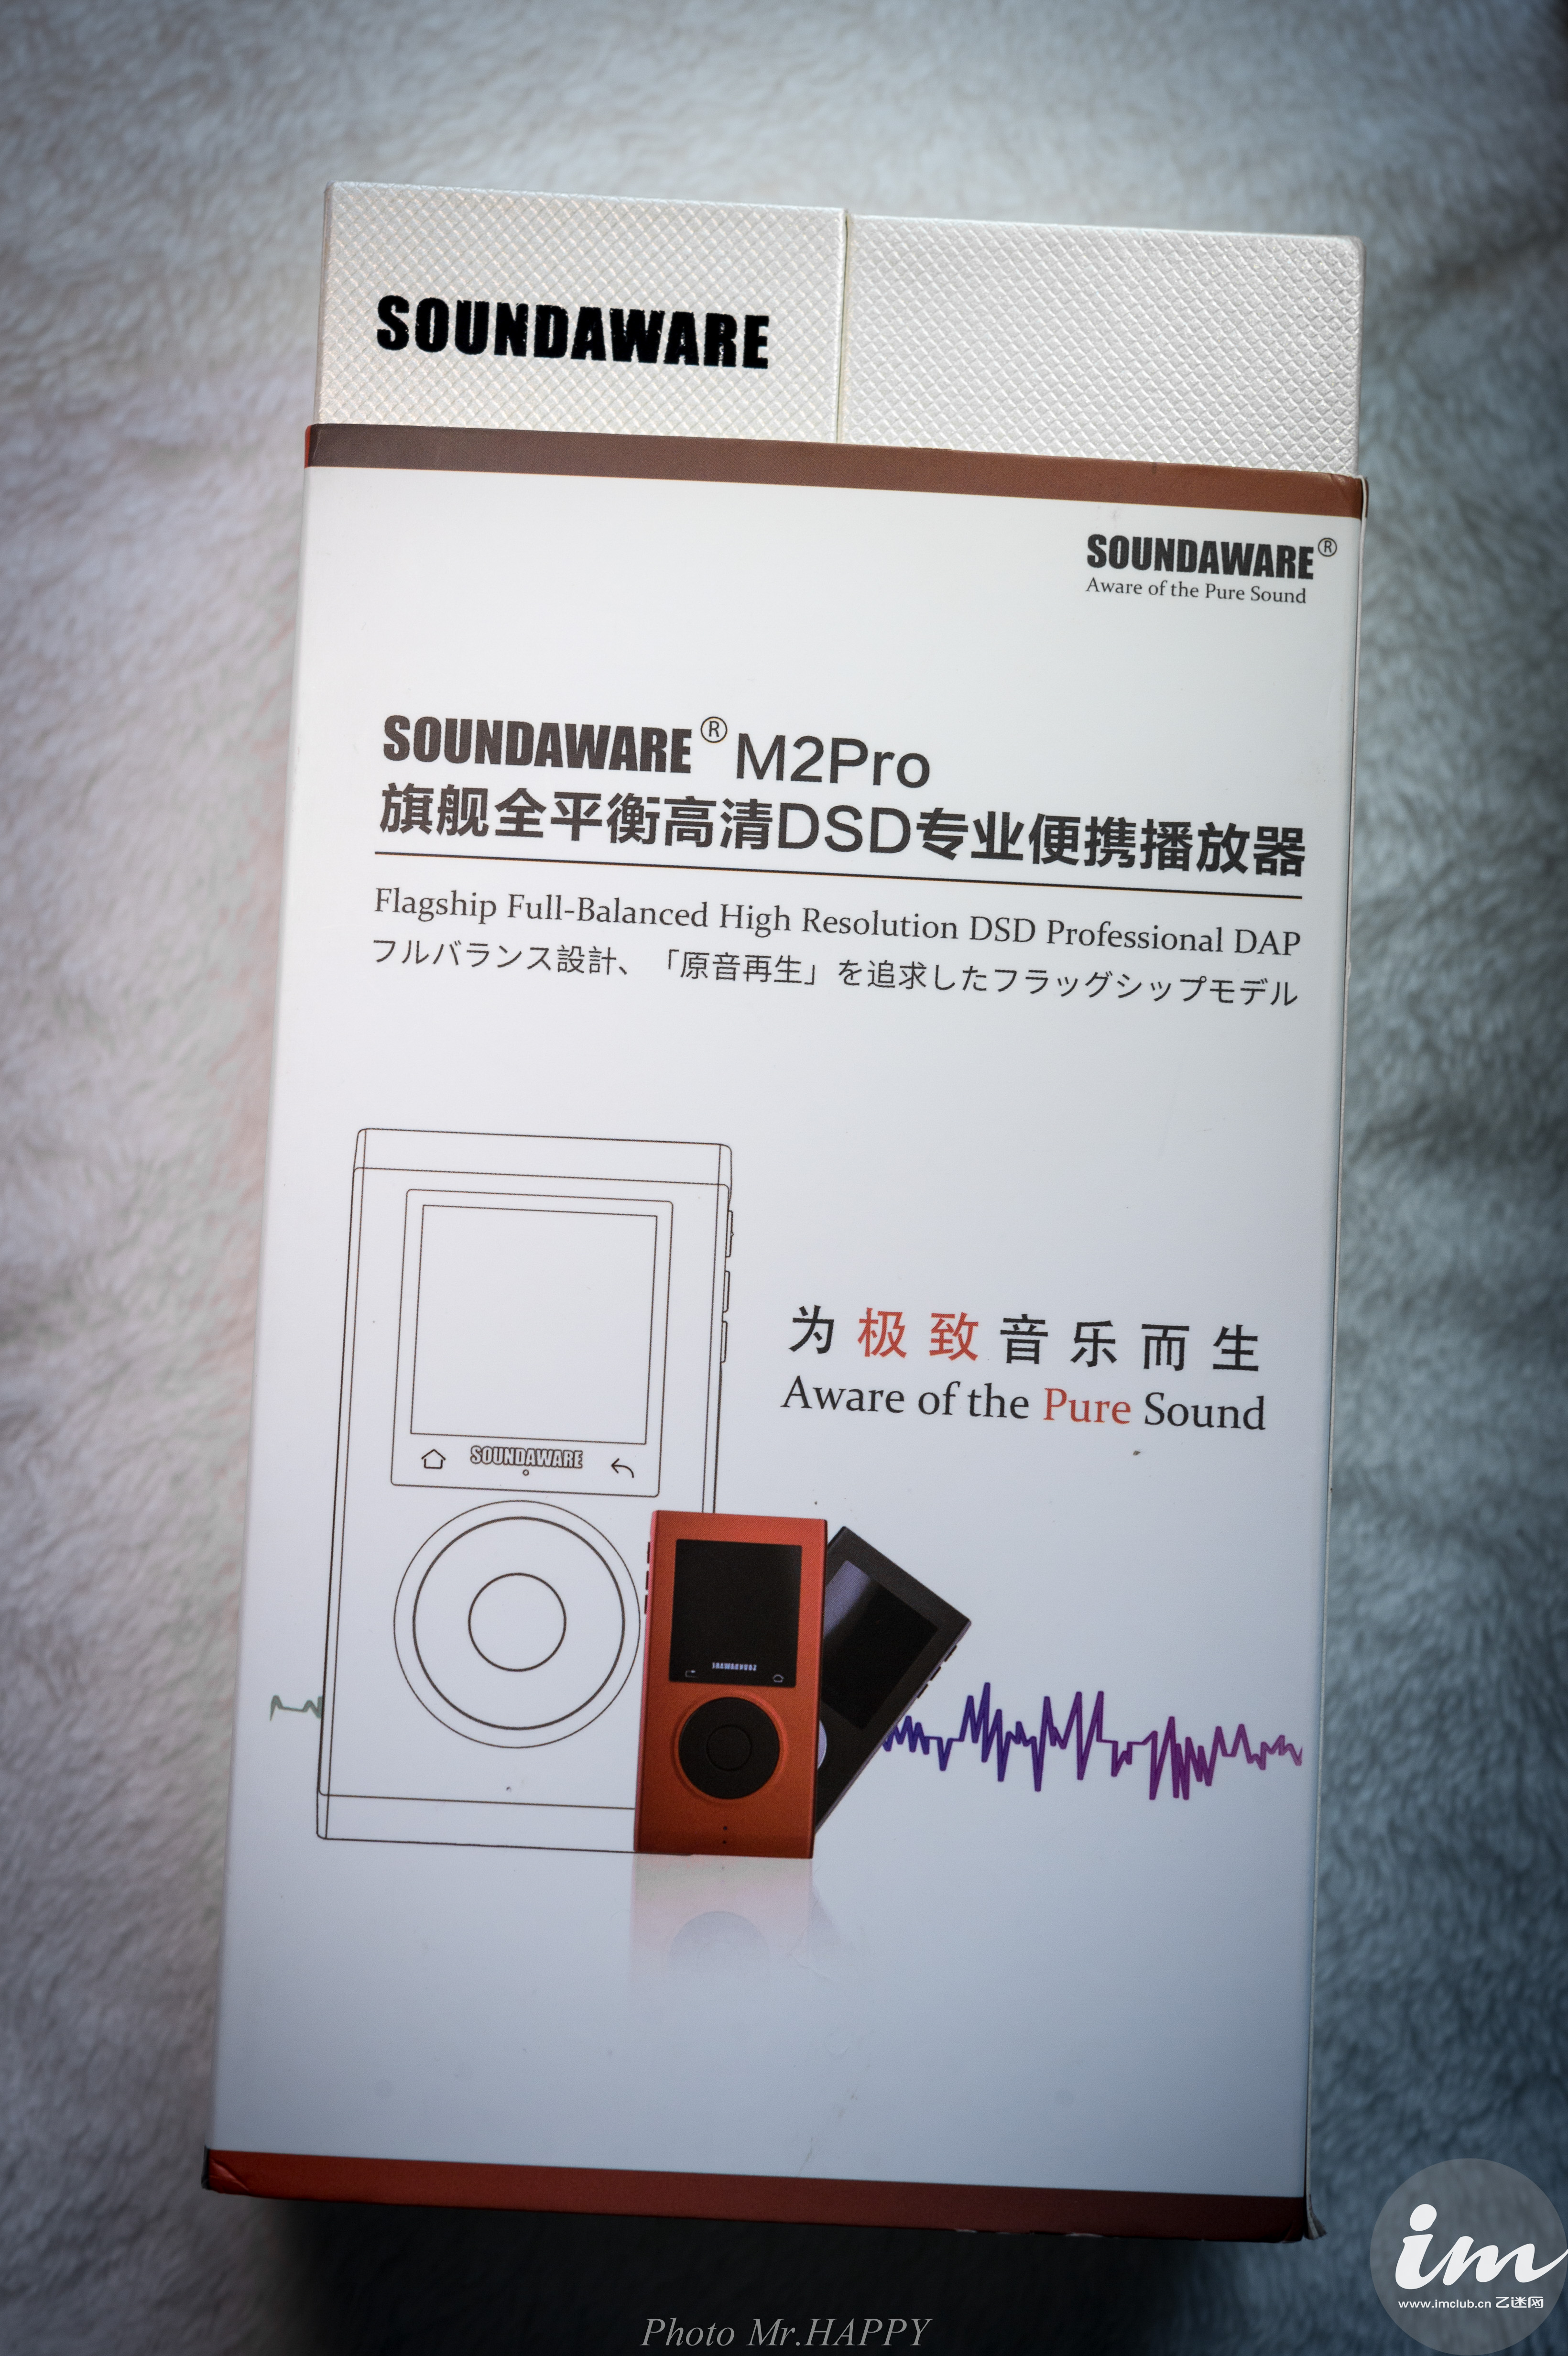 SOUNDAWARE
SOUNDAWARE®
Aware of the Pure Sound
SOUNDAWARE® M2Pro
旗舰全平衡高清DSD专业便携播放器
Flagship Full-Balanced High Resolution DSD Professional DAP
フルバランス設計、「原音再生」を追求したフラッグシップモデル
为极致音乐而生
Aware of the Pure Sound
SOUNDAWARE
im
www.imclub.cn 乙迷网
Photo Mr.HAPPY